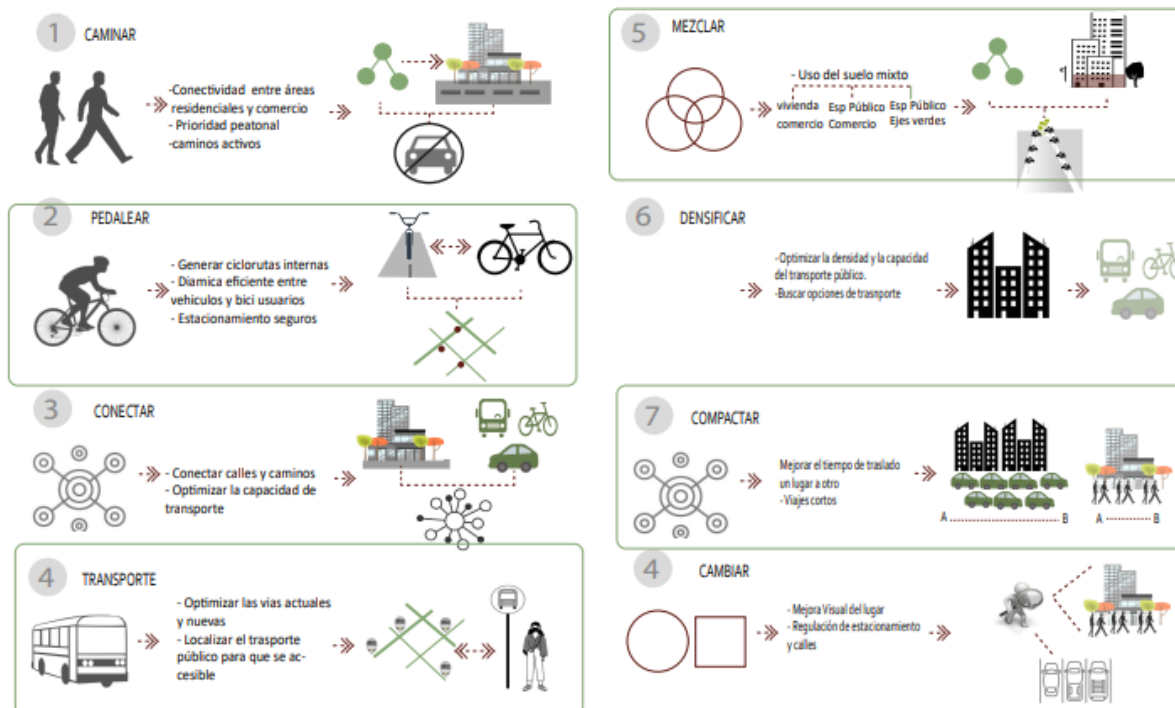 1 CAMINAR
-Conectividad entre áreas
residenciales y comercio
- Prioridad peatonal
-caminos activos
2 PEDALEAR
- Generar ciclorutas internas
- Diamica eficiente entre
vehiculos y bici usuarios
- Estacionamiento seguros
3 CONECTAR
- Conectar calles y caminos
- Optimizar la capacidad de
transporte
4 TRANSPORTE
- Optimizar las vias actuales
y nuevas
- Localizar el trasporte
público para que se ac-
cesible
5 MEZCLAR
- Uso del suelo mixto
vivienda
comercio
Esp Público
Comercio
Esp Público
Ejes verdes
6 DENSIFICAR
- Optimizar la densidad y la capacidad
del transporte público.
-Buscar opciones de trasnporte
7 COMPACTAR
Mejorar el tiempo de traslado
un lugar a otro
- Viajes cortos
A B A B
4 CAMBIAR
- Mejora Visual del lugar
- Regulación de estacionamiento
y calles